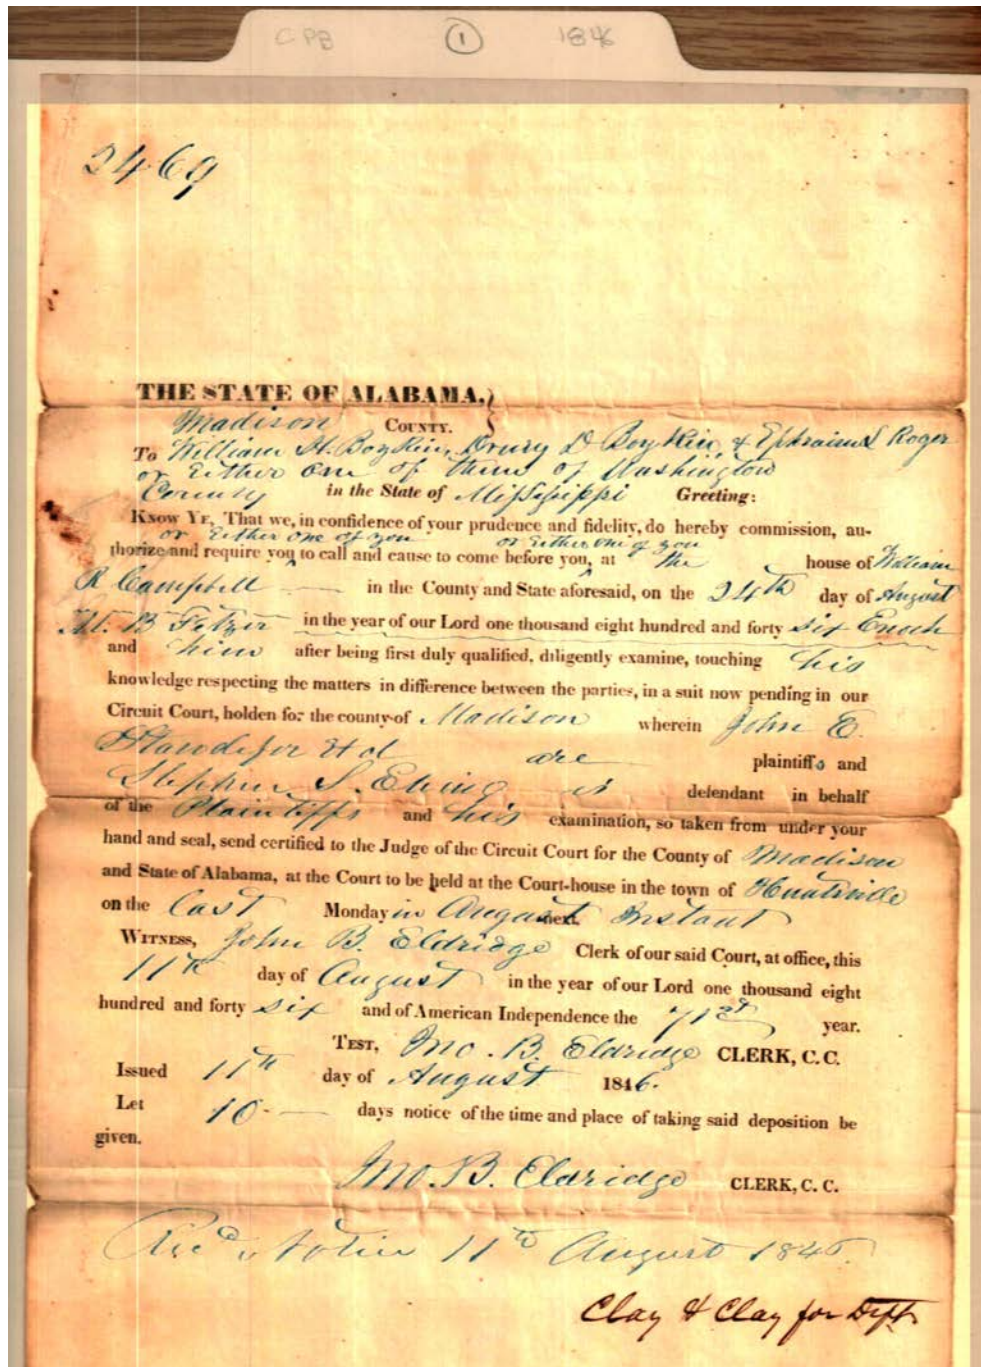 CPB 1 1846
2469
THE STATE OF ALABAMA,
Madison COUNTY.
To William H. Boykin, Drury D Boykin, & Ephraim L Roger
or Either one of them of Washington
County in the State of Mississippi Greeting:
KNOW YE, That we, in confidence of your prudence and fidelity, do hereby commission, au-
or Either one of you or Either one of you
thorize and require you to call and cause to come before you, at the house of William
R Campbell in the County and State aforesaid, on the 24th day of August
B Fetzer in the year of our Lord one thousand eight hundred and forty six Enoch
and him after being first duly qualified, diligently examine, touching his
knowledge respecting the matters in difference between the parties, in a suit now pending in our
Circuit Court, holden for the county of Madison wherein John E.
Standefer et al are plaintiffs and
Stephen S. Ewing is defendant in behalf
of the Plaintiffs and his examination, so taken from under your
hand and seal, send certified to the Judge of the Circuit Court for the County of Madison
and State of Alabama, at the Court to be held at the Court-house in the town of Huntsville
on the Last Monday in August next. Instant
WITNESS, John B. Eldridge Clerk of our said Court, at office, this
11th day of August in the year of our Lord one thousand eight
hundred and forty six and of American Independence the 71st year.
TEST, Jno. B. Eldridge CLERK, C. C.
Issued 11th day of August 1846.
Let 10 days notice of the time and place of taking said deposition be
given.
Jno. B. Eldridge CLERK, C. C.
Recd Notice 11th August 1846
Clay & Clay for Deft